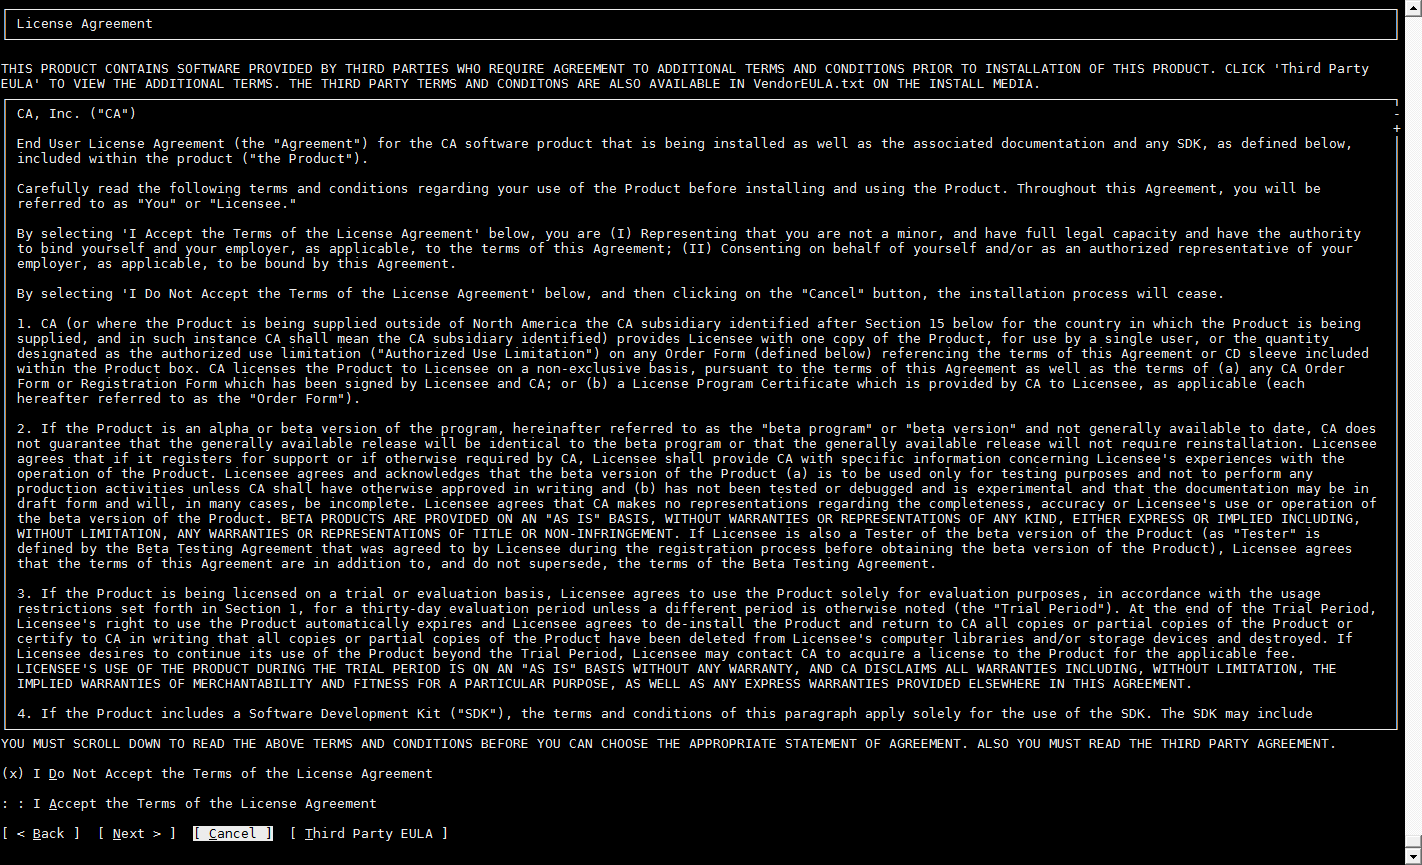 License Agreement
THIS PRODUCT CONTAINS SOFTWARE PROVIDED BY THIRD PARTIES WHO REQUIRE AGREEMENT TO ADDITIONAL TERMS AND CONDITIONS PRIOR TO INSTALLATION OF THIS PRODUCT. CLICK 'Third Party
EULA' TO VIEW THE ADDITIONAL TERMS. THE THIRD PARTY TERMS AND CONDITONS ARE ALSO AVAILABLE IN VendorEULA.txt ON THE INSTALL MEDIA.
CA, Inc. ("CA")
-
+
End User License Agreement (the "Agreement") for the CA software product that is being installed as well as the associated documentation and any SDK, as defined below,
included within the product ("the Product").
Carefully read the following terms and conditions regarding your use of the Product before installing and using the Product. Throughout this Agreement, you will be
referred to as "You" or "Licensee."
By selecting 'I Accept the Terms of the License Agreement' below, you are (I) Representing that you are not a minor, and have full legal capacity and have the authority
to bind yourself and your employer, as applicable, to the terms of this Agreement; (II) Consenting on behalf of yourself and/or as an authorized representative of your
employer, as applicable, to be bound by this Agreement.
By selecting 'I Do Not Accept the Terms of the License Agreement' below, and then clicking on the "Cancel" button, the installation process will cease.
1. CA (or where the Product is being supplied outside of North America the CA subsidiary identified after Section 15 below for the country in which the Product is being
supplied, and in such instance CA shall mean the CA subsidiary identified) provides Licensee with one copy of the Product, for use by a single user, or the quantity
designated as the authorized use limitation ("Authorized Use Limitation") on any Order Form (defined below) referencing the terms of this Agreement or CD sleeve included
within the Product box. CA licenses the Product to Licensee on a non-exclusive basis, pursuant to the terms of this Agreement as well as the terms of (a) any CA Order
Form or Registration Form which has been signed by Licensee and CA; or (b) a License Program Certificate which is provided by CA to Licensee, as applicable (each
hereafter referred to as the "Order Form").
2. If the Product is an alpha or beta version of the program, hereinafter referred to as the "beta program" or "beta version" and not generally available to date, CA does
not guarantee that the generally available release will be identical to the beta program or that the generally available release will not require reinstallation. Licensee
agrees that if it registers for support or if otherwise required by CA, Licensee shall provide CA with specific information concerning Licensee's experiences with the
operation of the Product. Licensee agrees and acknowledges that the beta version of the Product (a) is to be used only for testing purposes and not to perform any
production activities unless CA shall have otherwise approved in writing and (b) has not been tested or debugged and is experimental and that the documentation may be in
draft form and will, in many cases, be incomplete. Licensee agrees that CA makes no representations regarding the completeness, accuracy or Licensee's use or operation of
the beta version of the Product. BETA PRODUCTS ARE PROVIDED ON AN "AS IS" BASIS, WITHOUT WARRANTIES OR REPRESENTATIONS OF ANY KIND, EITHER EXPRESS OR IMPLIED INCLUDING,
WITHOUT LIMITATION, ANY WARRANTIES OR REPRESENTATIONS OF TITLE OR NON-INFRINGEMENT. If Licensee is also a Tester of the beta version of the Product (as "Tester" is
defined by the Beta Testing Agreement that was agreed to by Licensee during the registration process before obtaining the beta version of the Product), Licensee agrees
that the terms of this Agreement are in addition to, and do not supersede, the terms of the Beta Testing Agreement.
3. If the Product is being licensed on a trial or evaluation basis, Licensee agrees to use the Product solely for evaluation purposes, in accordance with the usage
restrictions set forth in Section 1, for a thirty-day evaluation period unless a different period is otherwise noted (the "Trial Period"). At the end of the Trial Period,
Licensee's right to use the Product automatically expires and Licensee agrees to de-install the Product and return to CA all copies or partial copies of the Product or
certify to CA in writing that all copies or partial copies of the Product have been deleted from Licensee's computer libraries and/or storage devices and destroyed. If
Licensee desires to continue its use of the Product beyond the Trial Period, Licensee may contact CA to acquire a license to the Product for the applicable fee.
LICENSEE'S USE OF THE PRODUCT DURING THE TRIAL PERIOD IS ON AN "AS IS" BASIS WITHOUT ANY WARRANTY, AND CA DISCLAIMS ALL WARRANTIES INCLUDING, WITHOUT LIMITATION, THE
IMPLIED WARRANTIES OF MERCHANTABILITY AND FITNESS FOR A PARTICULAR PURPOSE, AS WELL AS ANY EXPRESS WARRANTIES PROVIDED ELSEWHERE IN THIS AGREEMENT.
4. If the Product includes a Software Development Kit ("SDK"), the terms and conditions of this paragraph apply solely for the use of the SDK. The SDK may include
YOU MUST SCROLL DOWN TO READ THE ABOVE TERMS AND CONDITIONS BEFORE YOU CAN CHOOSE THE APPROPRIATE STATEMENT OF AGREEMENT. ALSO YOU MUST READ THE THIRD PARTY AGREEMENT.
(x) I Do Not Accept the Terms of the License Agreement
: : I Accept the Terms of the License Agreement
[ < Back ] [ Next > ] [ Cancel ] [ Third Party EULA ]